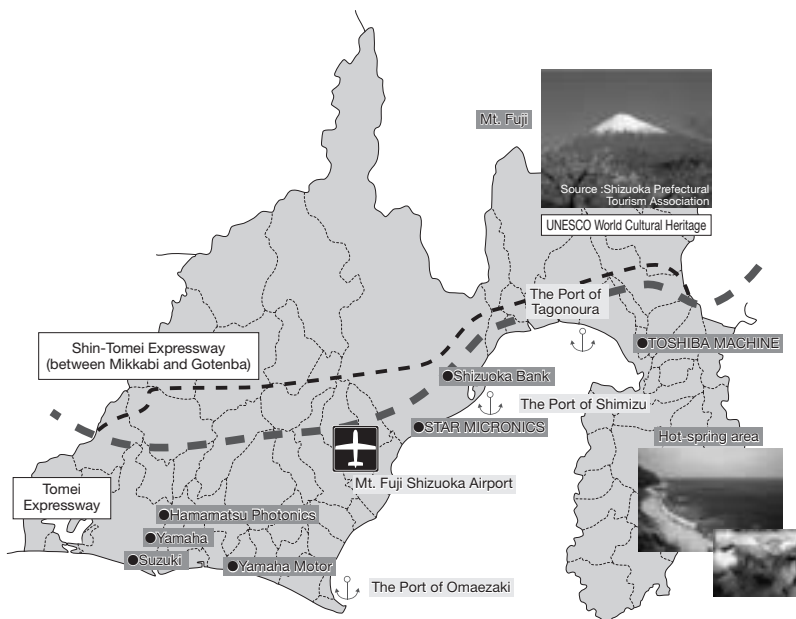 Mt. Fuji
Source :Shizuoka Prefectural
Tourism Association
UNESCO World Cultural Heritage
The Port of
Tagonoura
Shin-Tomei Expressway
(between Mikkabi and Gotenba)
TOSHIBA MACHINE
Shizuoka Bank
The Port of Shimizu
STAR MICRONICS
Hot-spring area
Mt. Fuji Shizuoka Airport
Tomei
Expressway
Hamamatsu Photonics
Yamaha
Suzuki
Yamaha Motor
The Port of Omaezaki